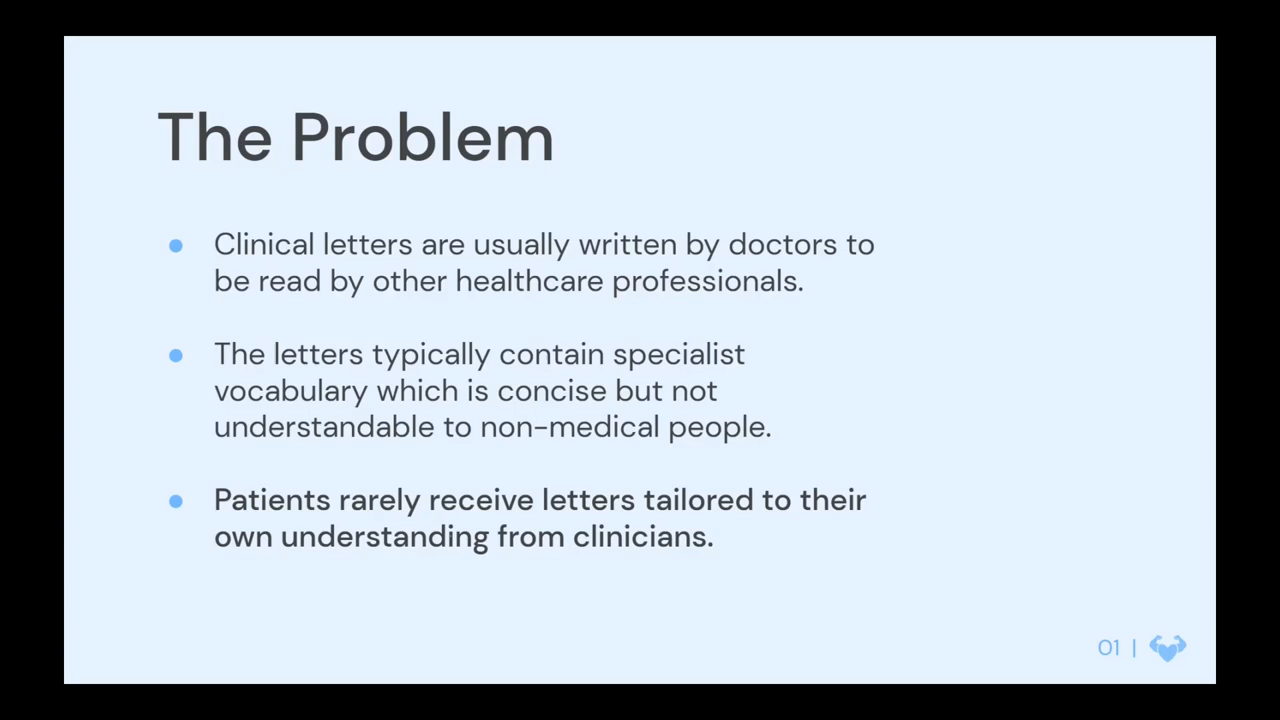 The Problem
● Clinical letters are usually written by doctors to
be read by other healthcare professionals.
● The letters typically contain specialist
vocabulary which is concise but not
understandable to non-medical people.
● Patients rarely receive letters tailored to their
own understanding from clinicians.
01 |